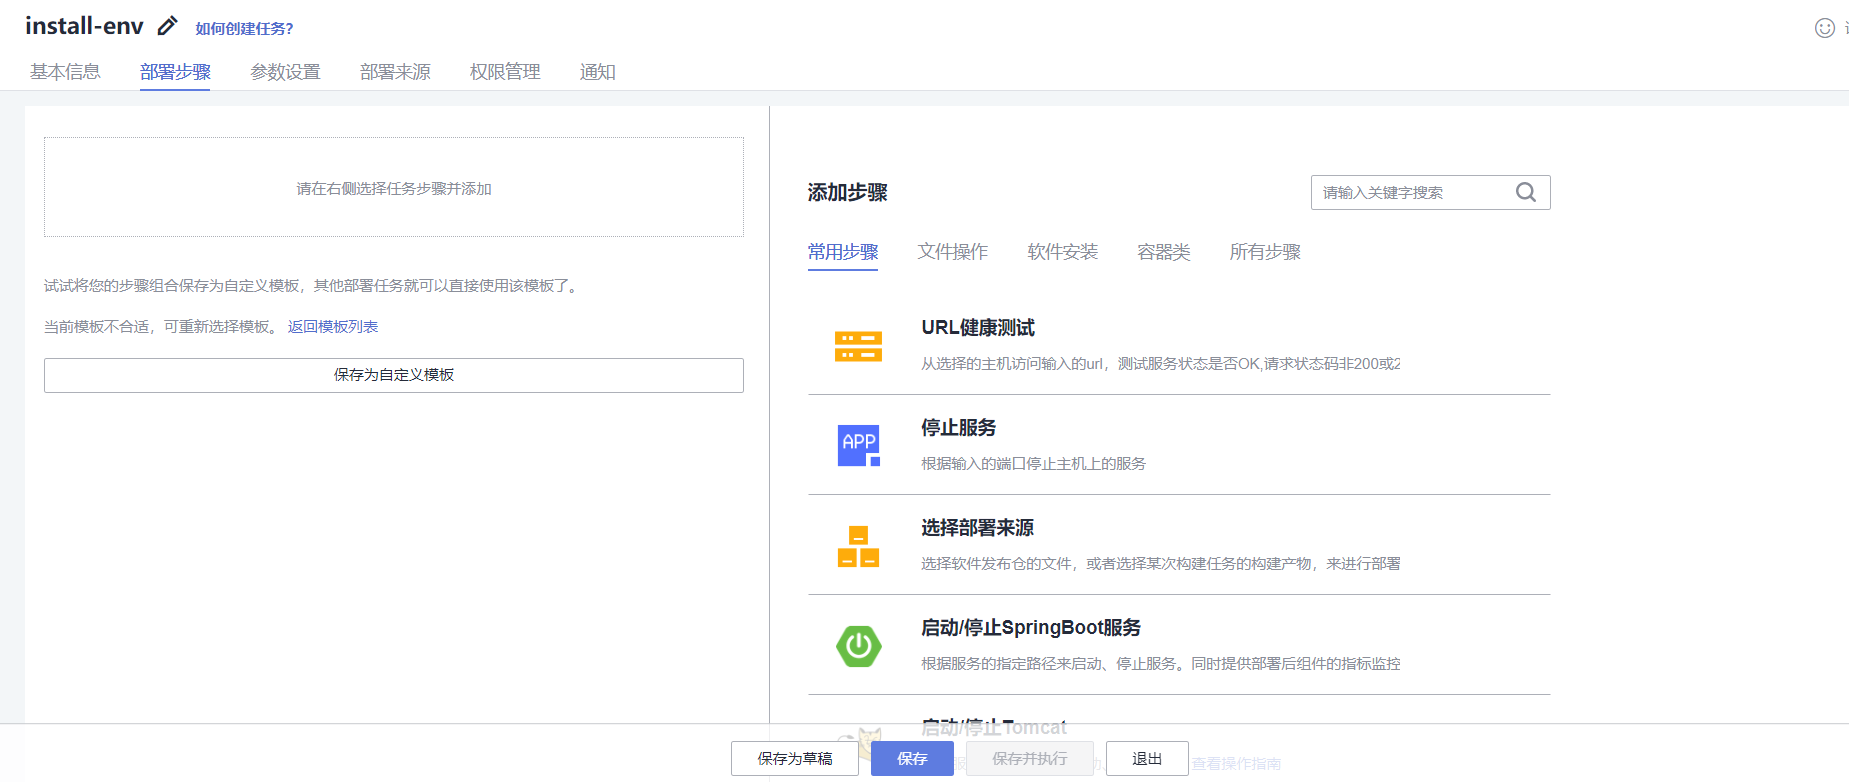 install-env 如何创建任务?
基本信息 部署步骤 参数设置 部署来源 权限管理 通知
请在右侧选择任务步骤并添加
试试将您的步骤组合保存为自定义模板，其他部署任务就可以直接使用该模板了。
当前模板不合适，可重新选择模板。 返回模板列表
保存为自定义模板
添加步骤
请输入关键字搜索
常用步骤 文件操作 软件安装 容器类 所有步骤
URL健康测试
从选择的主机访问输入的url，测试服务状态是否OK,请求状态码非200或2
APP
停止服务
根据输入的端口停止主机上的服务
选择部署来源
选择软件发布仓的文件，或者选择某次构建任务的构建产物，来进行部署
启动/停止SpringBoot服务
根据服务的指定路径来启动、停止服务。同时提供部署后组件的指标监控
启动/停止Tomcat
查看操作指南
保存为草稿 保存 保存并执行 退出